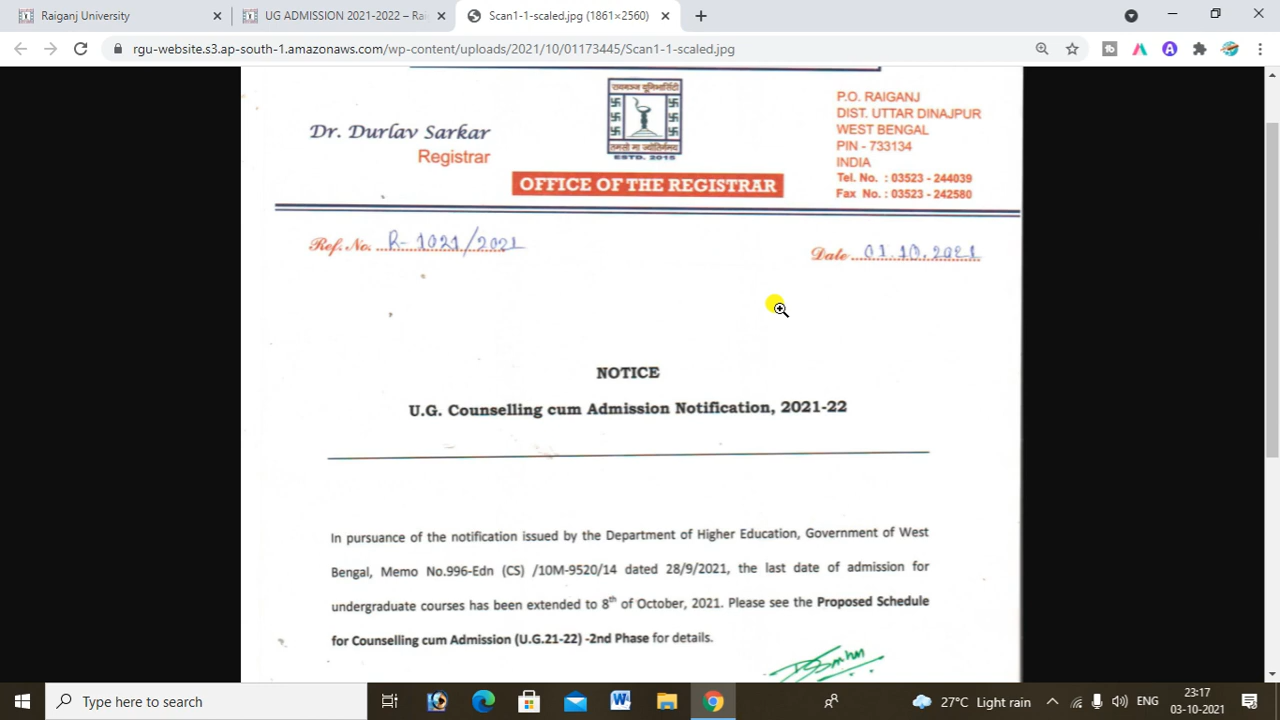 Raiganj University
UG ADMISSION 2021-2022 – Rai
Scan1-1-scaled.jpg (1861×2560)
rgu-website.s3.ap-south-1.amazonaws.com/wp-content/uploads/2021/10/01173445/Scan1-1-scaled.jpg
Dr. Durlav Sarkar
Registrar
ESTD. 2015
OFFICE OF THE REGISTRAR
P.O. RAIGANJ
DIST. UTTAR DINAJPUR
WEST BENGAL
PIN - 733134
INDIA
Tel. No. : 03523 - 244039
Fax No. : 03523 - 242580
Ref. No. R- 1021/2021
Date 01.10.2021
NOTICE
U.G. Counselling cum Admission Notification, 2021-22
In pursuance of the notification issued by the Department of Higher Education, Government of West
Bengal, Memo No.996-Edn (CS) /10M-9520/14 dated 28/9/2021, the last date of admission for
undergraduate courses has been extended to 8th of October, 2021. Please see the Proposed Schedule
for Counselling cum Admission (U.G.21-22) -2nd Phase for details.
Type here to search
27°C Light rain
ENG
23:17
03-10-2021